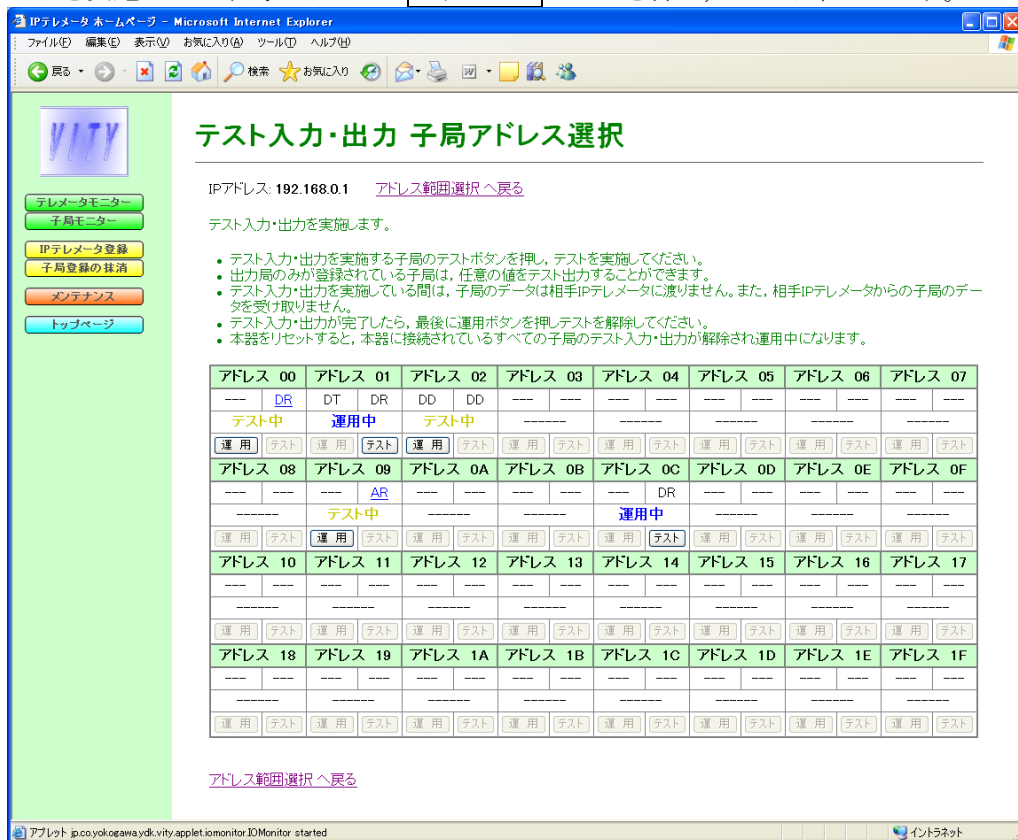 IPテレメータ ホームページ - Microsoft Internet Explorer
ファイル(F) 編集(E) 表示(V) お気に入り(A) ツール(T) ヘルプ(H)
戻る 検索 お気に入り
VITY
テレメータモニター
子局モニター
IPテレメータ登録
子局登録の抹消
メンテナンス
トップページ
テスト入力・出力 子局アドレス選択
IPアドレス: 192.168.0.1 アドレス範囲選択 へ戻る
テスト入力・出力を実施します。
• テスト入力・出力を実施する子局のテストボタンを押し，テストを実施してください。
• 出力局のみが登録されている子局は，任意の値をテスト出力することができます。
• テスト入力・出力を実施している間は，子局のデータは相手IPテレメータに渡りません。また，相手IPテレメータからの子局のデー
タを受け取りません。
• テスト入力・出力が完了したら，最後に運用ボタンを押しテストを解除してください。
• 本器をリセットすると，本器に接続されているすべての子局のテスト入力・出力が解除され運用中になります。
アドレス 00 アドレス 01 アドレス 02 アドレス 03 アドレス 04 アドレス 05 アドレス 06 アドレス 07
--- DR DT DR DD DD --- --- --- --- --- --- --- --- --- ---
テスト中 運用中 テスト中 ------ ------ ------ ------ ------
運 用 テスト 運 用 テスト 運 用 テスト 運 用 テスト 運 用 テスト 運 用 テスト 運 用 テスト 運 用 テスト
アドレス 08 アドレス 09 アドレス 0A アドレス 0B アドレス 0C アドレス 0D アドレス 0E アドレス 0F
--- --- --- AR --- --- --- --- --- DR --- --- --- --- --- ---
------ テスト中 ------ ------ 運用中 ------ ------ ------
運 用 テスト 運 用 テスト 運 用 テスト 運 用 テスト 運 用 テスト 運 用 テスト 運 用 テスト 運 用 テスト
アドレス 10 アドレス 11 アドレス 12 アドレス 13 アドレス 14 アドレス 15 アドレス 16 アドレス 17
--- --- --- --- --- --- --- --- --- --- --- --- --- --- --- ---
------ ------ ------ ------ ------ ------ ------ ------
運 用 テスト 運 用 テスト 運 用 テスト 運 用 テスト 運 用 テスト 運 用 テスト 運 用 テスト 運 用 テスト
アドレス 18 アドレス 19 アドレス 1A アドレス 1B アドレス 1C アドレス 1D アドレス 1E アドレス 1F
--- --- --- --- --- --- --- --- --- --- --- --- --- --- --- ---
------ ------ ------ ------ ------ ------ ------ ------
運 用 テスト 運 用 テスト 運 用 テスト 運 用 テスト 運 用 テスト 運 用 テスト 運 用 テスト 運 用 テスト
アドレス範囲選択 へ戻る
アプレット jp.co.yokogawa.ydk.vity.applet.iomonitor.IOMonitor started
イントラネット